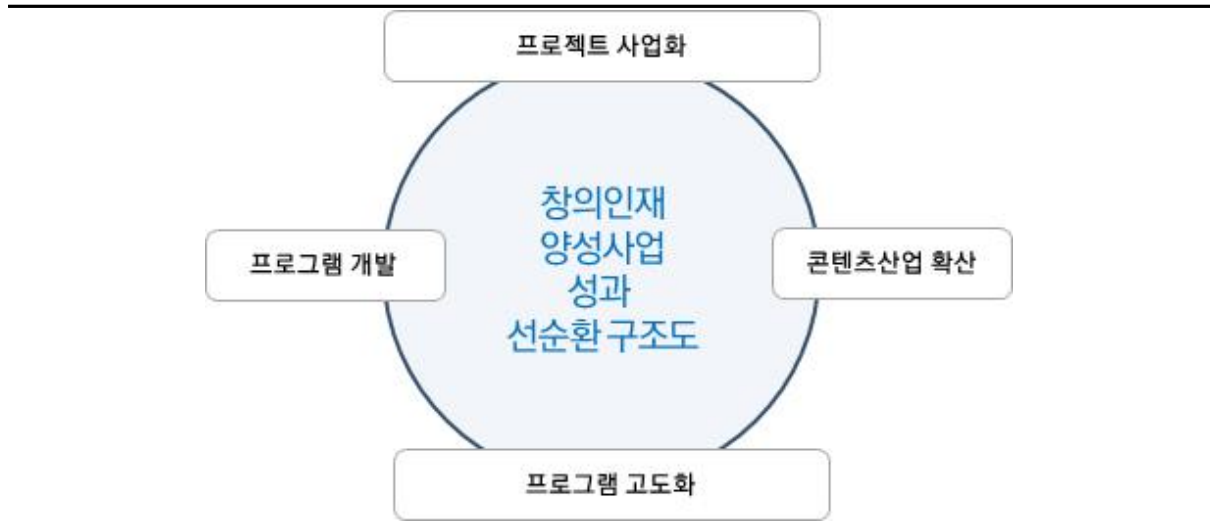 프로젝트 사업화
창의인재
양성사업
성과
선순환 구조도
프로그램 개발
콘텐츠산업 확산
프로그램 고도화